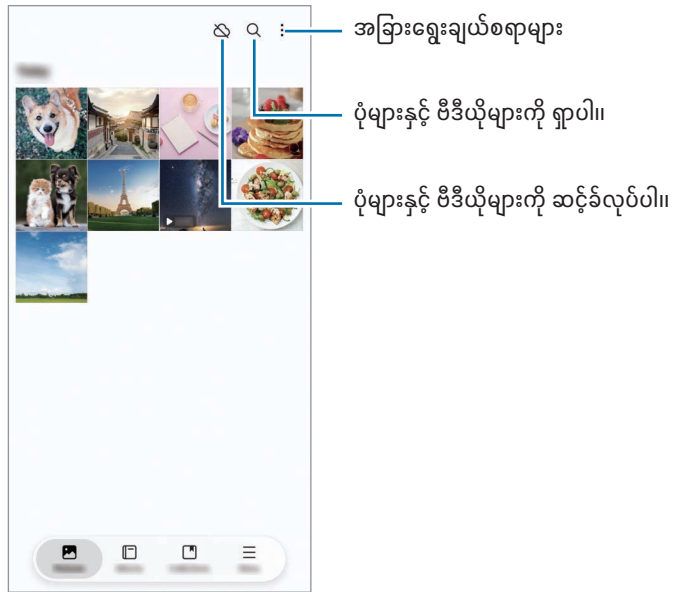 အခြားရွေးချယ်စရာများ
ပုံများနှင့် ဗီဒီယိုများကို ရှာပါ။
ပုံများနှင့် ဗီဒီယိုများကို ဆင့်ခ်လုပ်ပါ။